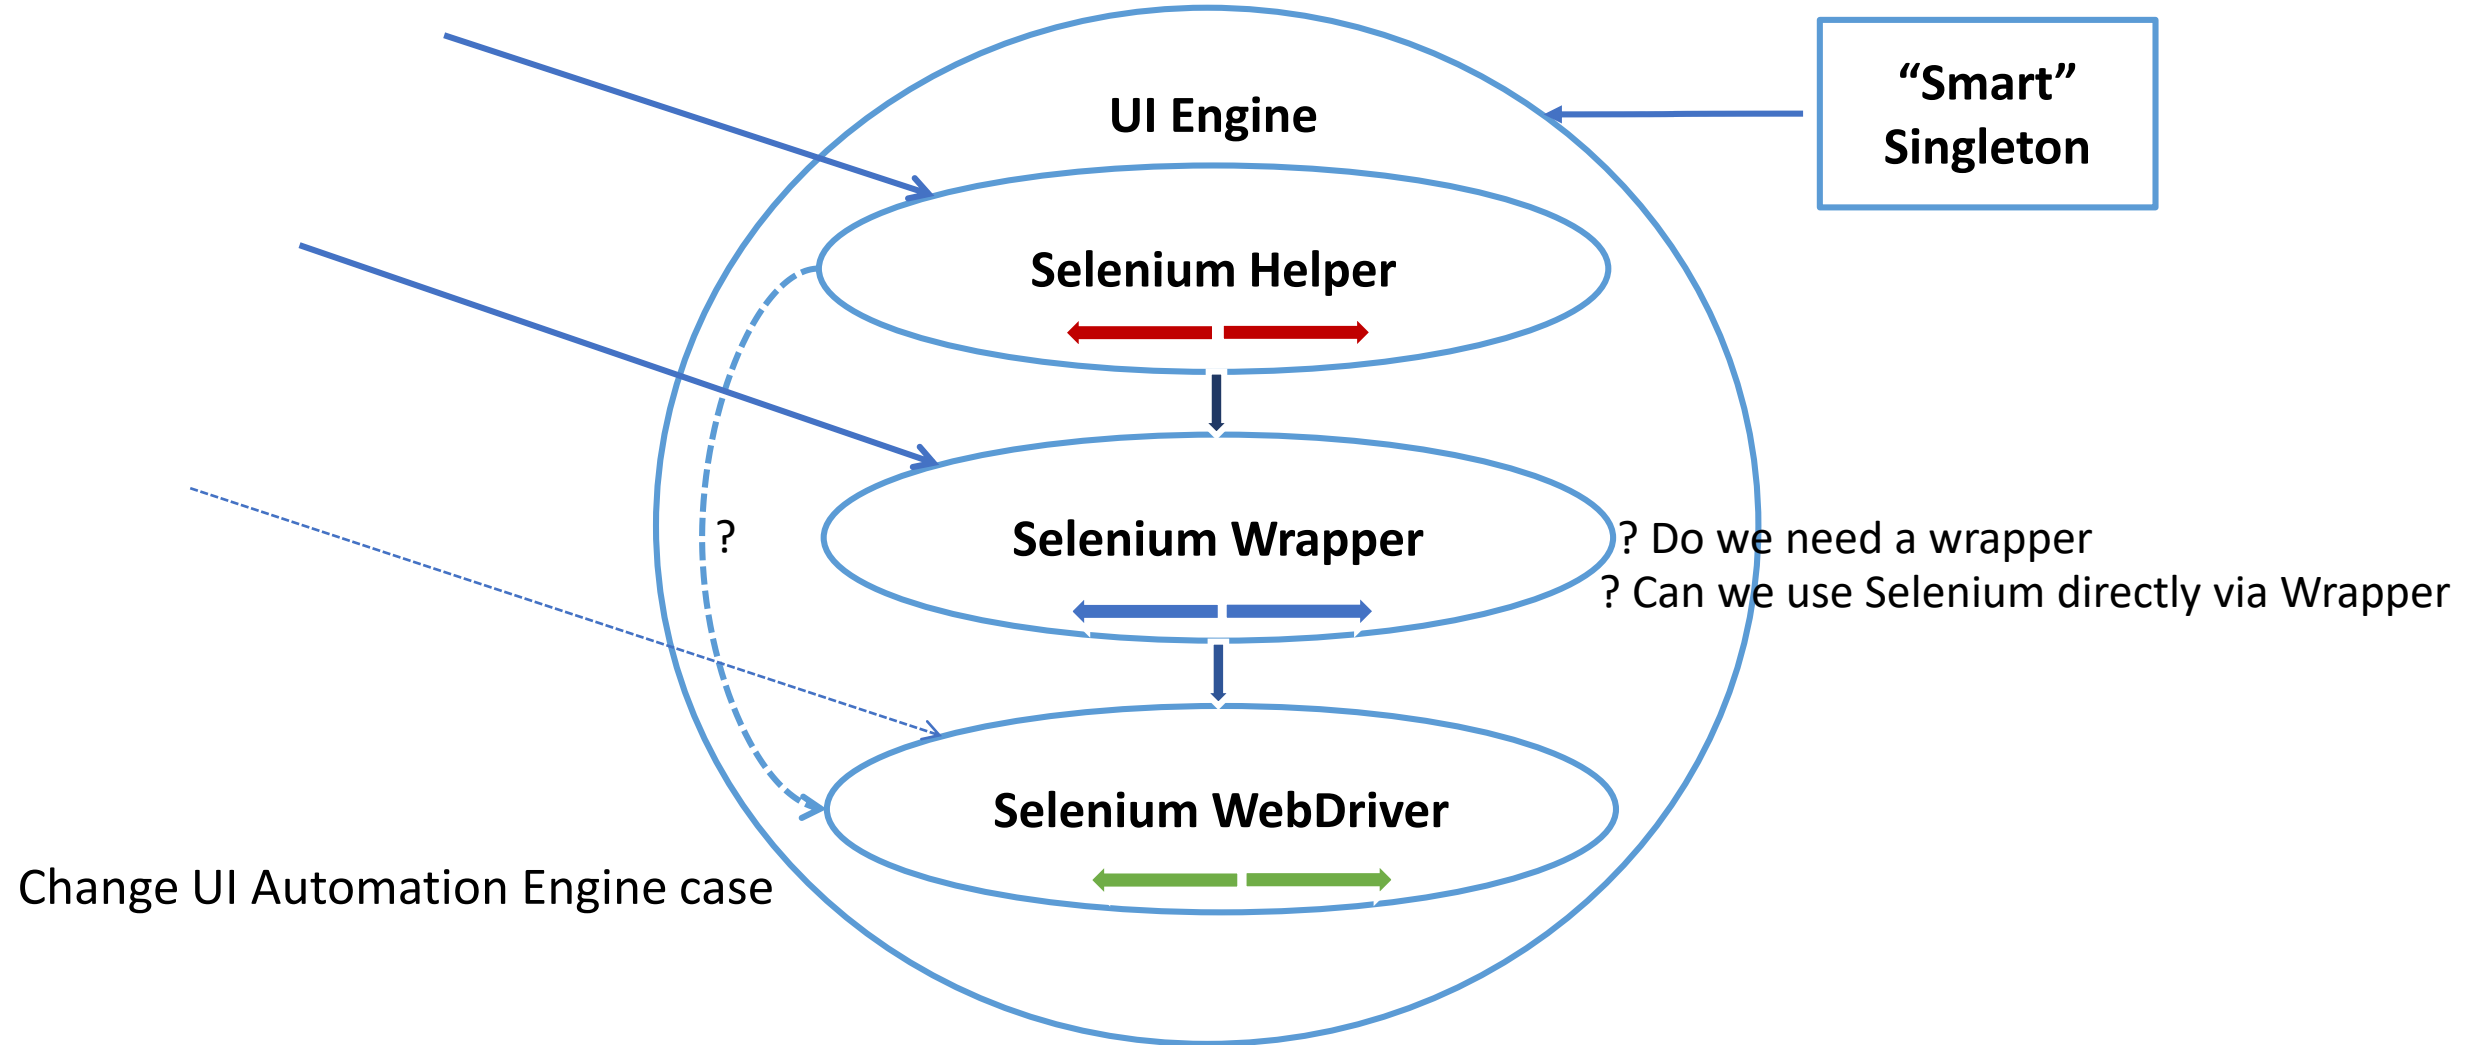 “Smart”
Singleton
UI Engine
Selenium Helper
?
Selenium Wrapper
? Do we need a wrapper
? Can we use Selenium directly via Wrapper
Selenium WebDriver
Change UI Automation Engine case